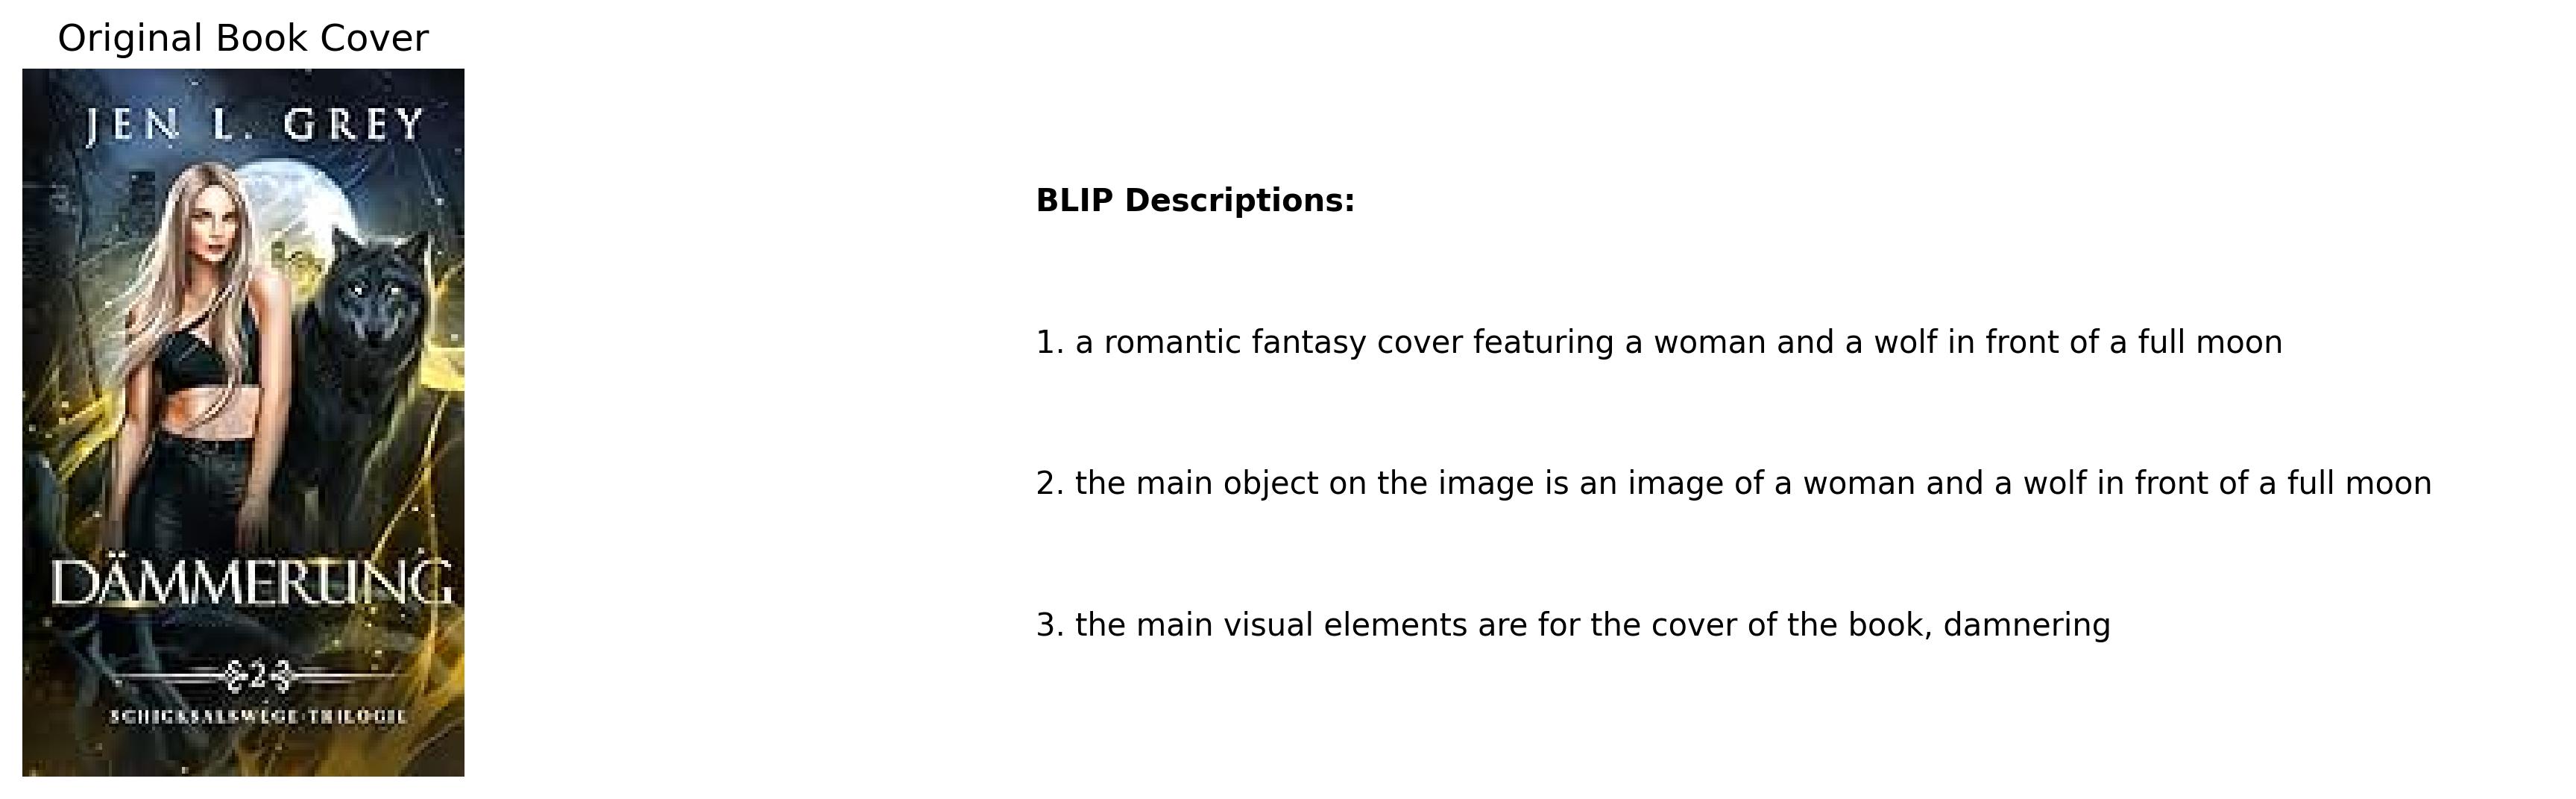 Original Book Cover
JEN L. GREY
DÄMMERUNG
2
SCHICKSALSWEGE-TRILOGIE
BLIP Descriptions:
1. a romantic fantasy cover featuring a woman and a wolf in front of a full moon
2. the main object on the image is an image of a woman and a wolf in front of a full moon
3. the main visual elements are for the cover of the book, damnering